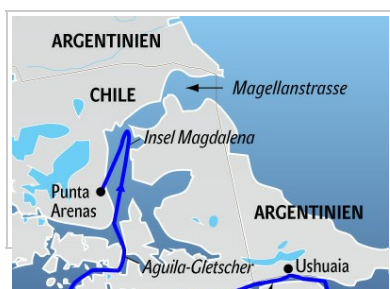 ARGENTINIEN
CHILE
Magellanstrasse
Insel Magdalena
Punta
Arenas
ARGENTINIEN
Aguila-Gletscher
Ushuaia